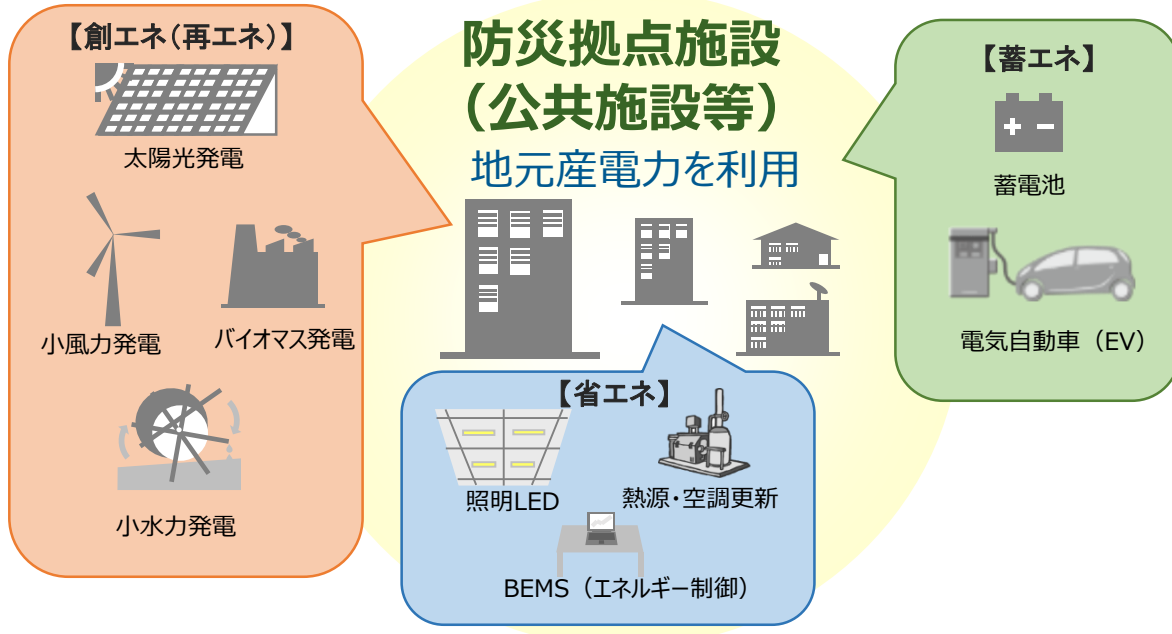 【創エネ(再エネ)】
太陽光発電
小風力発電
バイオマス発電
小水力発電
防災拠点施設
(公共施設等)
地元産電力を利用
【蓄エネ】
蓄電池
電気自動車（EV）
【省エネ】
照明LED
熱源・空調更新
BEMS（エネルギー制御）